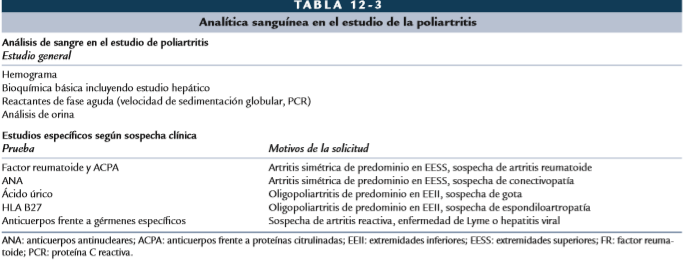 TABLA 12-3
Analítica sanguínea en el estudio de la poliartritis
Análisis de sangre en el estudio de poliartritis
Estudio general
Hemograma
Bioquímica básica incluyendo estudio hepático
Reactantes de fase aguda (velocidad de sedimentación globular, PCR)
Análisis de orina
Estudios específicos según sospecha clínica
Prueba Motivos de la solicitud
Factor reumatoide y ACPA Artritis simétrica de predominio en EESS, sospecha de artritis reumatoide
ANA Artritis simétrica de predominio en EESS, sospecha de conectivopatía
Ácido úrico Oligopoliartritis de predominio en EEII, sospecha de gota
HLA B27 Oligopoliartritis de predominio en EEII, sospecha de espondiloartropatía
Anticuerpos frente a gérmenes específicos Sospecha de artritis reactiva, enfermedad de Lyme o hepatitis viral
ANA: anticuerpos antinucleares; ACPA: anticuerpos frente a proteínas citrulinadas; EEII: extremidades inferiores; EESS: extremidades superiores; FR: factor reuma-
toide; PCR: proteína C reactiva.